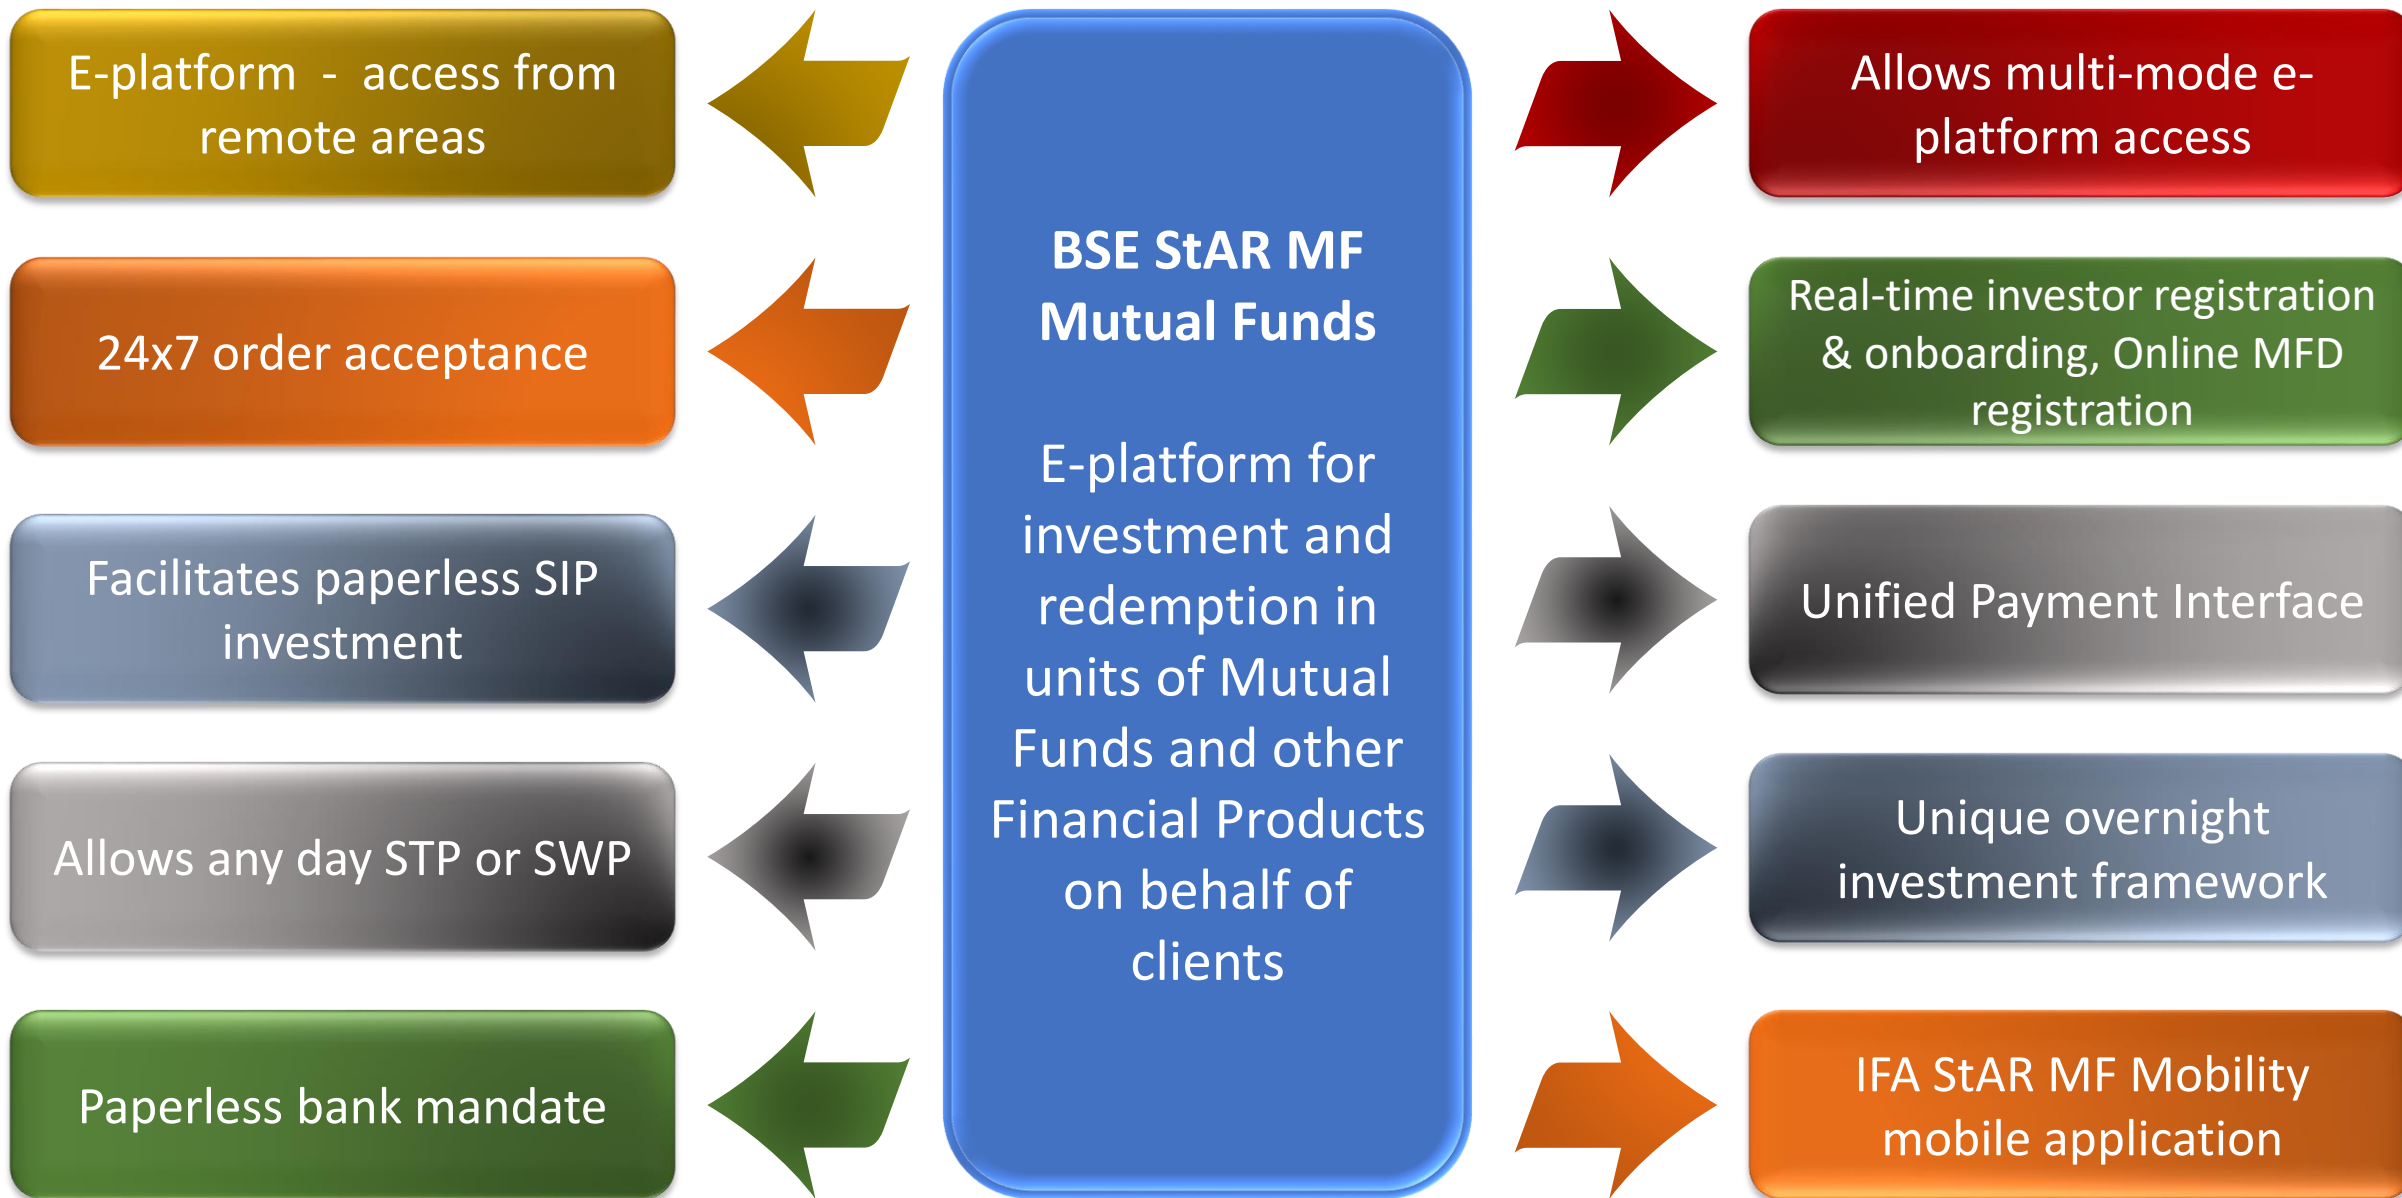 E-platform - access from
remote areas
24x7 order acceptance
Facilitates paperless SIP
investment
Allows any day STP or SWP
Paperless bank mandate
BSE StAR MF
Mutual Funds
E-platform for
investment and
redemption in
units of Mutual
Funds and other
Financial Products
on behalf of
clients
Allows multi-mode e-
platform access
Real-time investor registration
& onboarding, Online MFD
registration
Unified Payment Interface
Unique overnight
investment framework
IFA StAR MF Mobility
mobile application